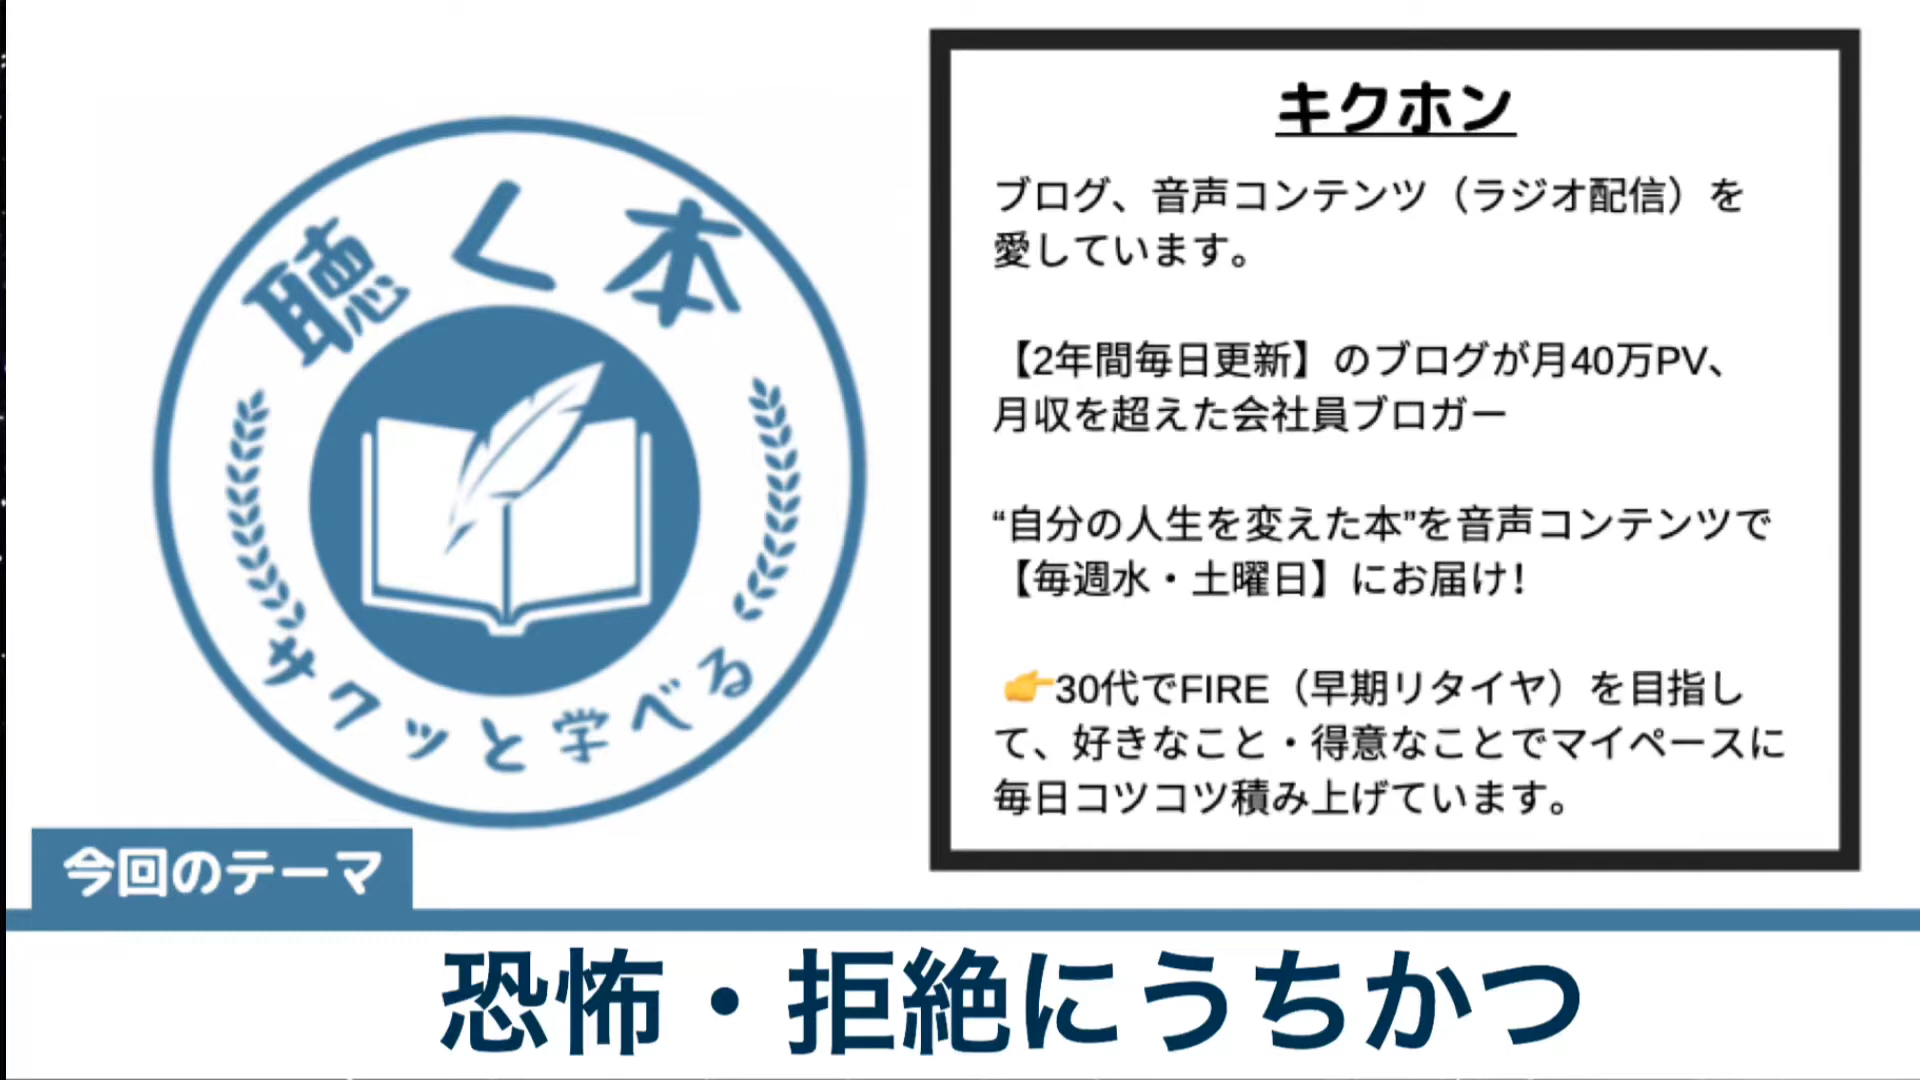 聴く本
サクッと学べる
キクホン
ブログ、音声コンテンツ（ラジオ配信）を
愛しています。
【2年間毎日更新】のブログが月40万PV、
月収を超えた会社員ブロガー
“自分の人生を変えた本”を音声コンテンツで
【毎週水・土曜日】にお届け！
👉30代でFIRE（早期リタイヤ）を目指し
て、好きなこと・得意なことでマイペースに
毎日コツコツ積み上げています。
今回のテーマ
恐怖・拒絶にうちかつ